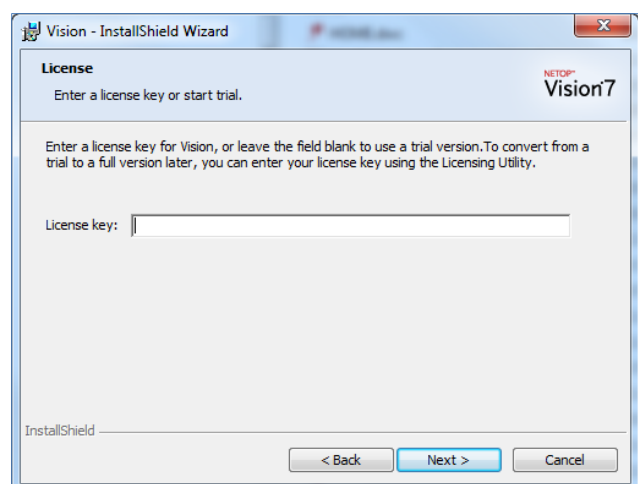 Vision - InstallShield Wizard
License
Enter a license key or start trial.
NETOP™
Vision7
Enter a license key for Vision, or leave the field blank to use a trial version.To convert from a
trial to a full version later, you can enter your license key using the Licensing Utility.
License key:
InstallShield
< Back
Next >
Cancel